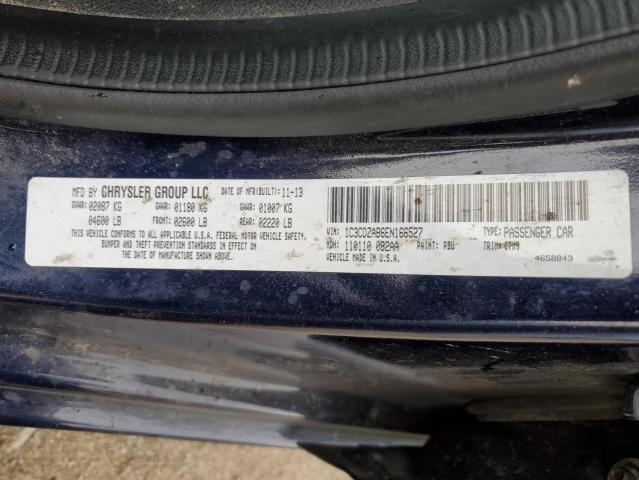 MFD BY CHRYSLER GROUP LLC DATE OF MFR(BUILT): 11-13
GVWR: 02087 KG GAWR: 01180 KG GAWR: 01007 KG
04600 LB FRONT: 02600 LB REAR: 02220 LB
THIS VEHICLE CONFORMS TO ALL APPLICABLE U.S.A. FEDERAL MOTOR VEHICLE SAFETY,
BUMPER AND THEFT PREVENTION STANDARDS IN EFFECT ON
THE DATE OF MANUFACTURE SHOWN ABOVE.
VIN: 1C3CDZAB6EN166527 TYPE: PASSENGER CAR
MDH: 110110 082AA PAINT: PBU TRIM:
VEHICLE MADE IN U.S.A. 4658843